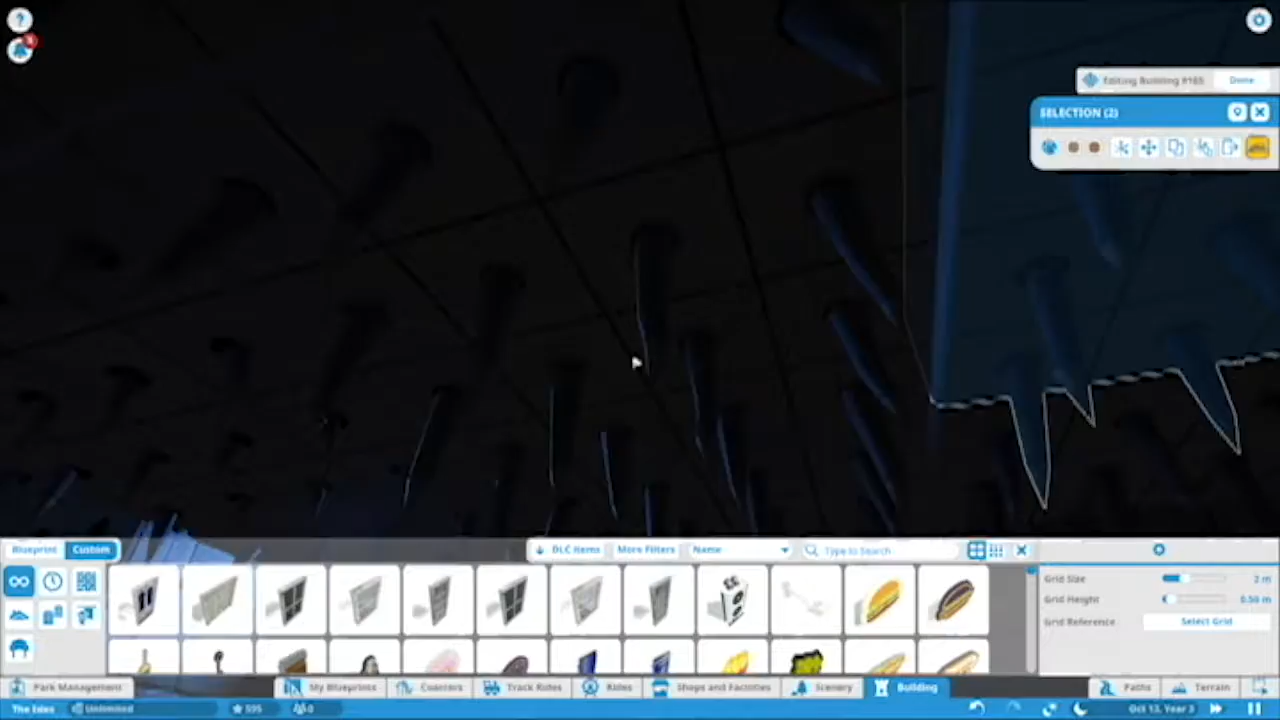 ?
Editing Building #165
Done
SELECTION (2)
Blueprint
Custom
DLC Items
More Filters
Name
Type to Search
Grid Size
2 m
Grid Height
0.50 m
Grid Reference
Select Grid
Park Management
My Blueprints
Coasters
Track Rides
Rides
Shops and Facilities
Scenery
Building
Paths
Terrain
Unlimited
595
0
Oct 13, Year 3